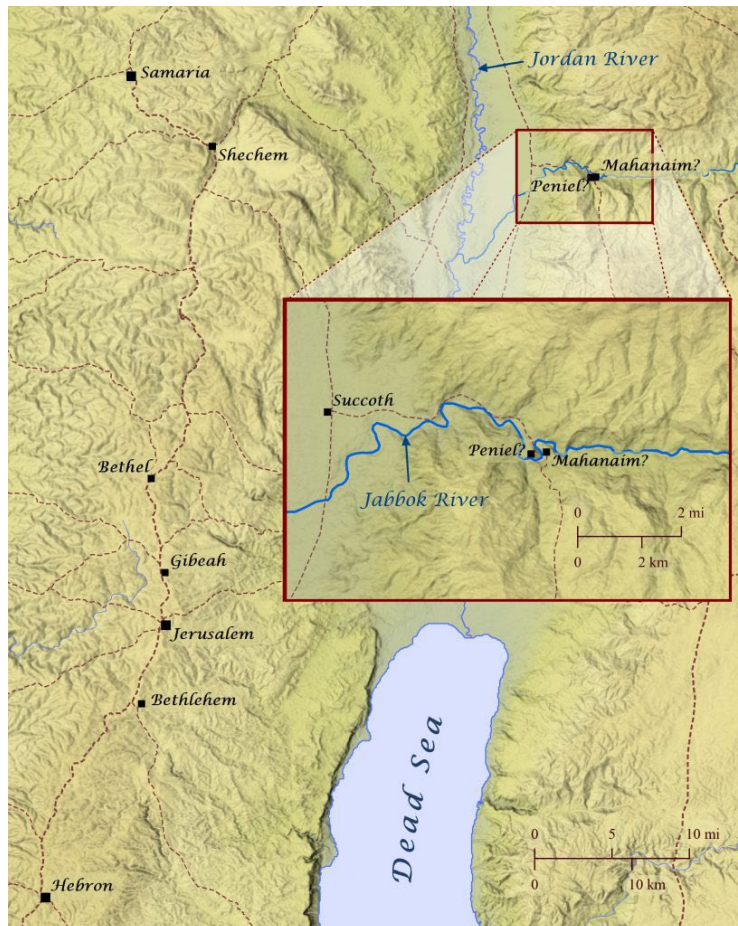 Jordan River
Samaria
Shechem
Mahanaim?
Peniel?
Succoth
Peniel?
Mahanaim?
Jabbok River
0 2 mi
0 2 km
Bethel
Gibeah
Jerusalem
Bethlehem
Dead Sea
0 5 10 mi
0 10 km
Hebron